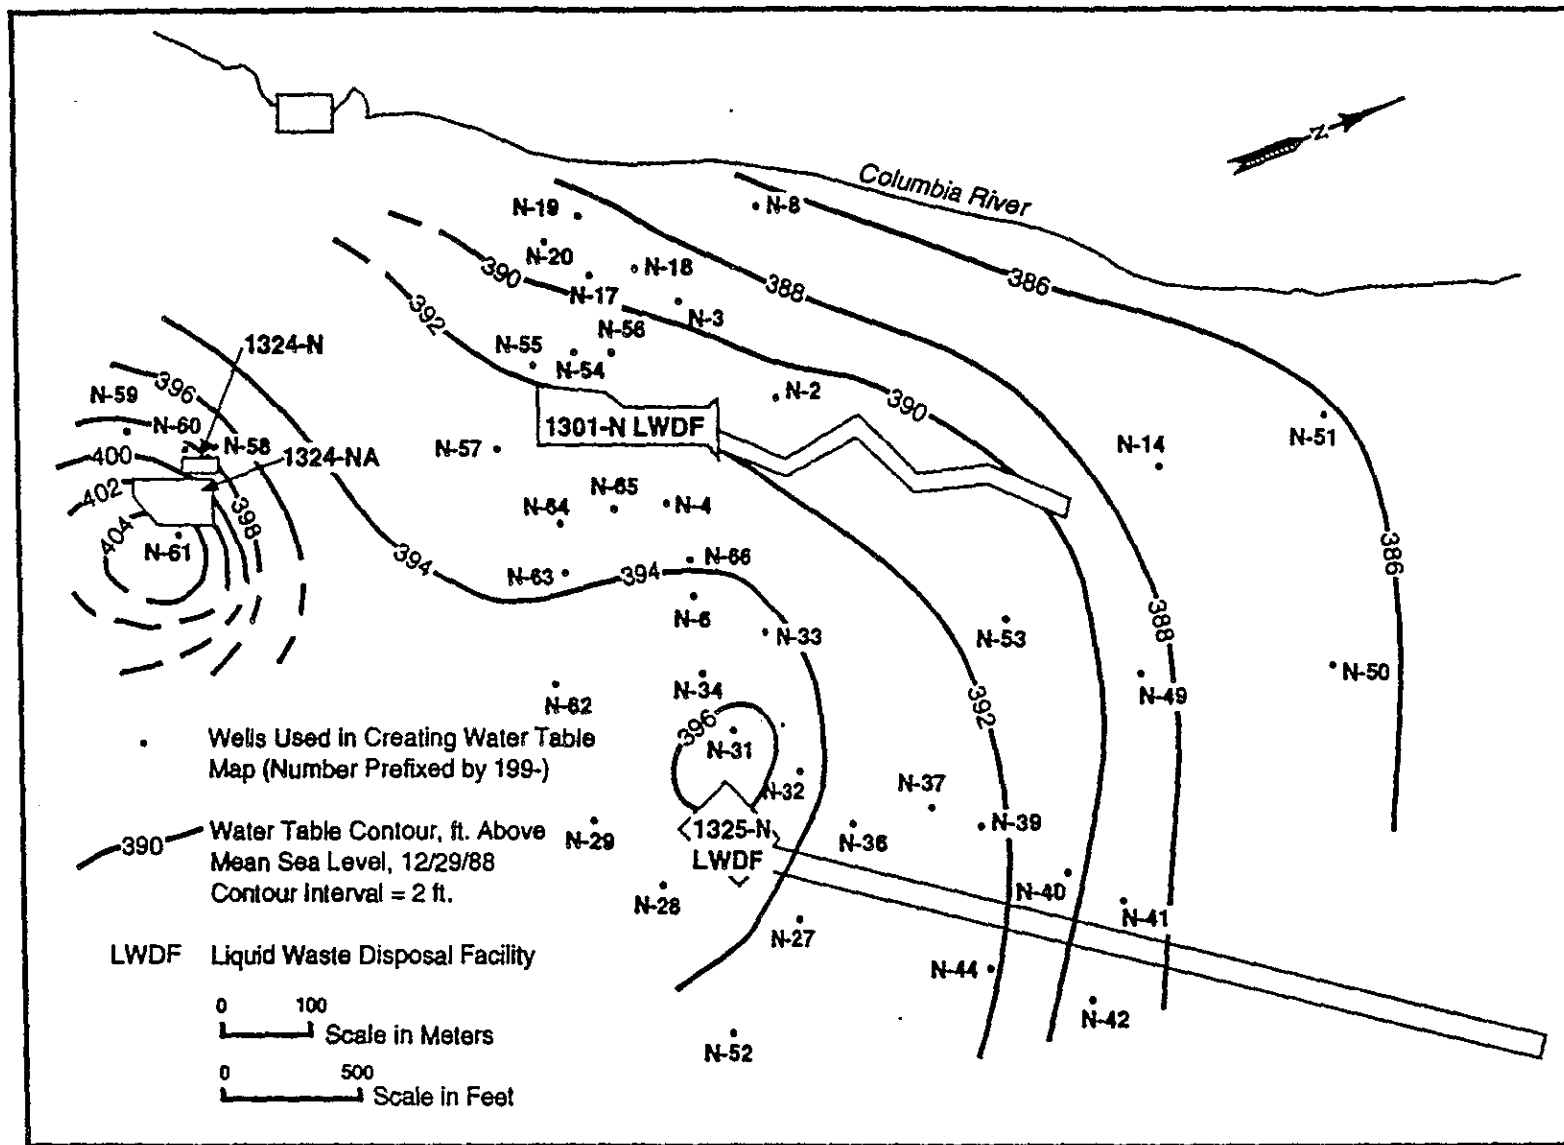 N
Columbia River
N-19
N-8
N-20
N-18
390
N-17
388
386
N-3
392
N-56
1324-N
N-55
N-54
396
N-2
N-59
390
N-60
1301-N LWDF
N-58
N-14
N-51
400
1324-NA
N-57
402
N-65
N-4
398
N-64
404
N-61
394
N-66
386
N-63
394
N-6
388
N-33
N-53
N-50
N-34
N-49
N-62
392
396
N-31
• Wells Used in Creating Water Table
Map (Number Prefixed by 199-)
N-32
N-37
390 Water Table Contour, ft. Above
Mean Sea Level, 12/29/88
Contour Interval = 2 ft.
N-29
1325-N
LWDF
N-36
N-39
N-28
N-40
N-41
N-27
LWDF Liquid Waste Disposal Facility
N-44
0 100
Scale in Meters
N-42
N-52
0 500
Scale in Feet